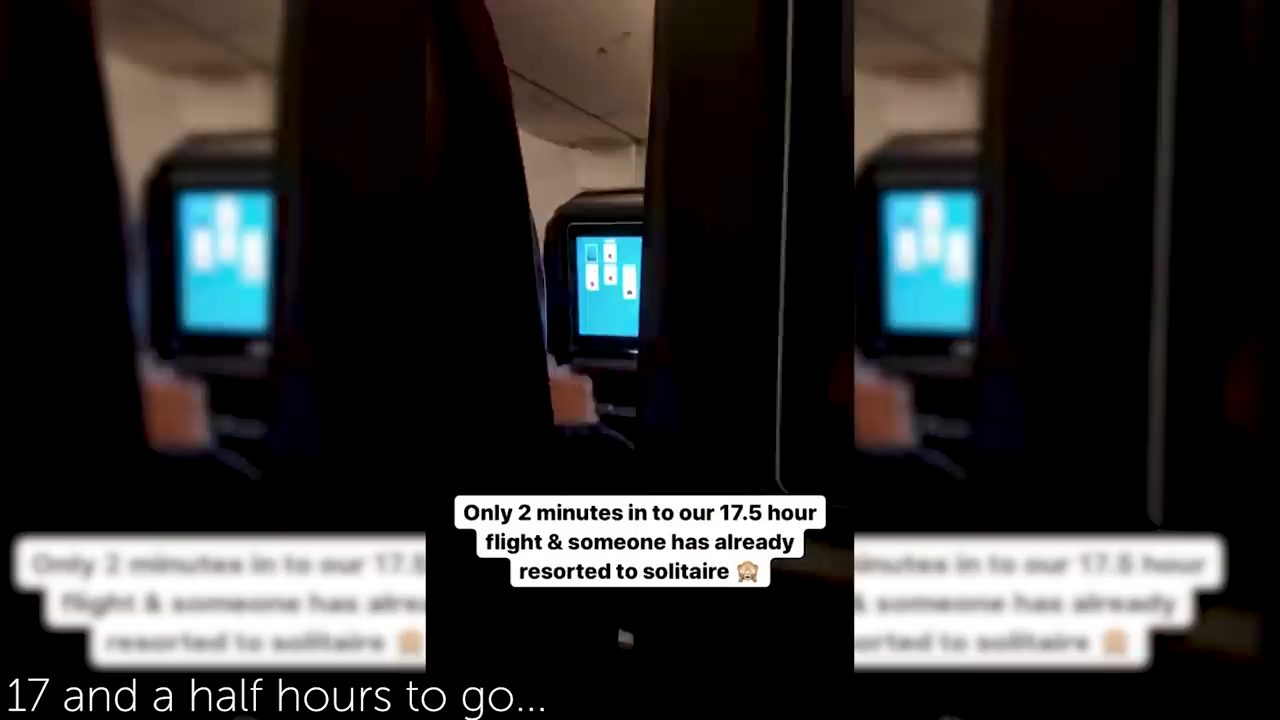 Only 2 minutes in to our 17.5 hour
flight & someone has already
resorted to solitaire 🙈
17 and a half hours to go...